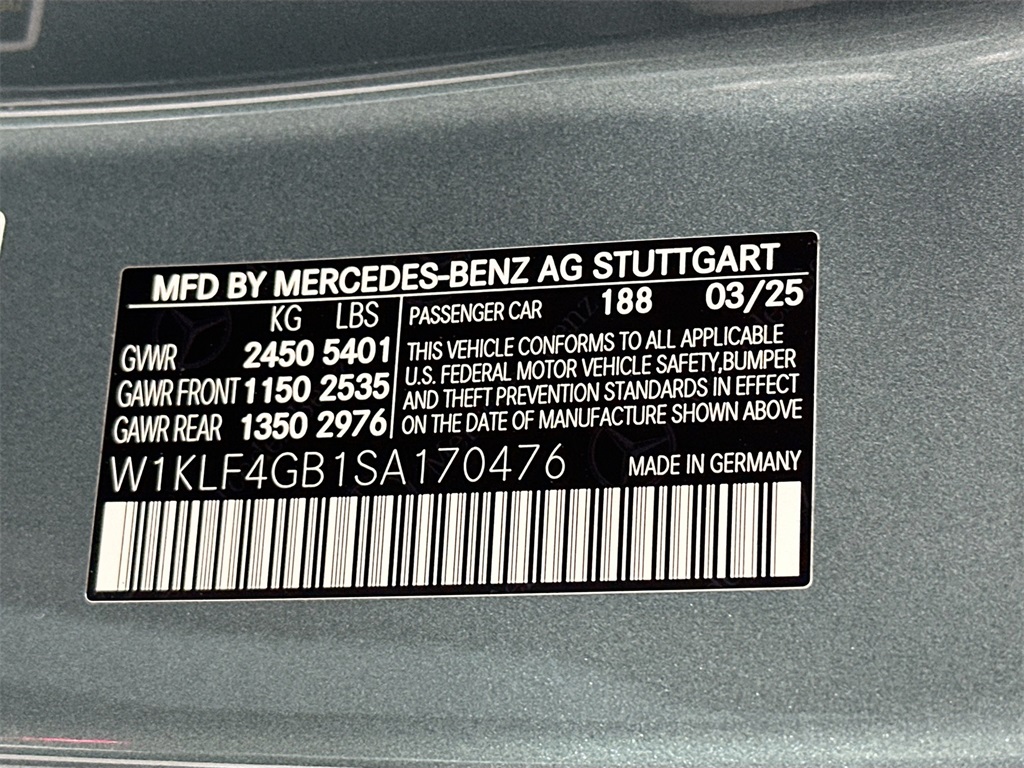 MFD BY MERCEDES-BENZ AG STUTTGART
KG LBS
GVWR 2450 5401
GAWR FRONT 1150 2535
GAWR REAR 1350 2976
PASSENGER CAR 188 03/25
THIS VEHICLE CONFORMS TO ALL APPLICABLE
U.S. FEDERAL MOTOR VEHICLE SAFETY,BUMPER
AND THEFT PREVENTION STANDARDS IN EFFECT
ON THE DATE OF MANUFACTURE SHOWN ABOVE
W1KLF4GB1SA170476 MADE IN GERMANY